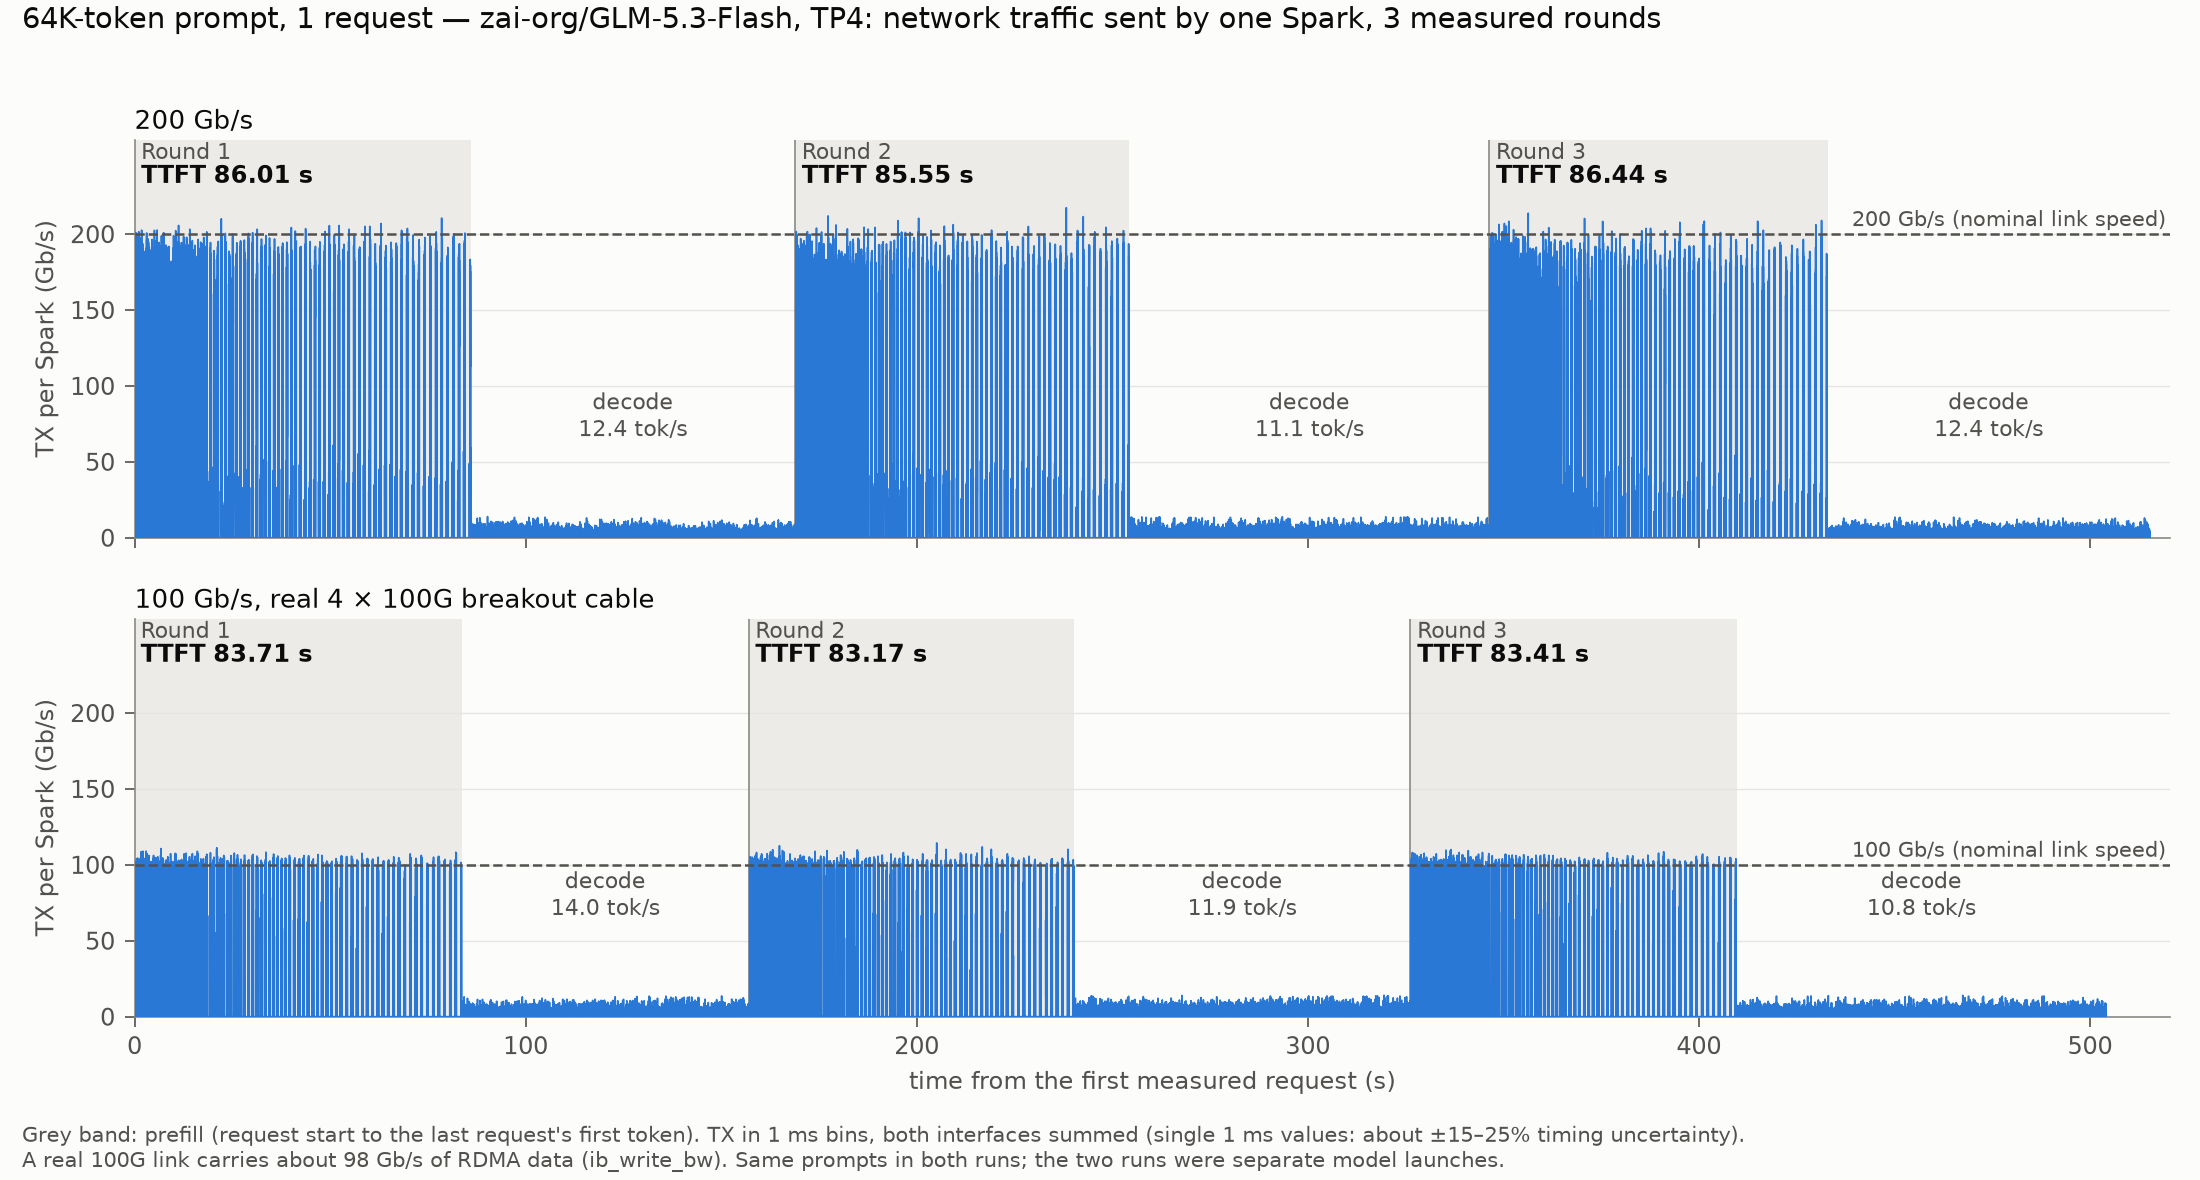 64K-token prompt, 1 request — zai-org/GLM-5.3-Flash, TP4: network traffic sent by one Spark, 3 measured rounds
200 Gb/s
Round 1
TTFT 86.01 s
Round 2
TTFT 85.55 s
Round 3
TTFT 86.44 s
200 Gb/s (nominal link speed)
TX per Spark (Gb/s)
200
150
100
50
0
decode
12.4 tok/s
decode
11.1 tok/s
decode
12.4 tok/s
100 Gb/s, real 4 × 100G breakout cable
Round 1
TTFT 83.71 s
Round 2
TTFT 83.17 s
Round 3
TTFT 83.41 s
100 Gb/s (nominal link speed)
TX per Spark (Gb/s)
200
150
100
50
0
decode
14.0 tok/s
decode
11.9 tok/s
decode
10.8 tok/s
0
100
200
300
400
500
time from the first measured request (s)
Grey band: prefill (request start to the last request's first token). TX in 1 ms bins, both interfaces summed (single 1 ms values: about ±15–25% timing uncertainty).
A real 100G link carries about 98 Gb/s of RDMA data (ib_write_bw). Same prompts in both runs; the two runs were separate model launches.